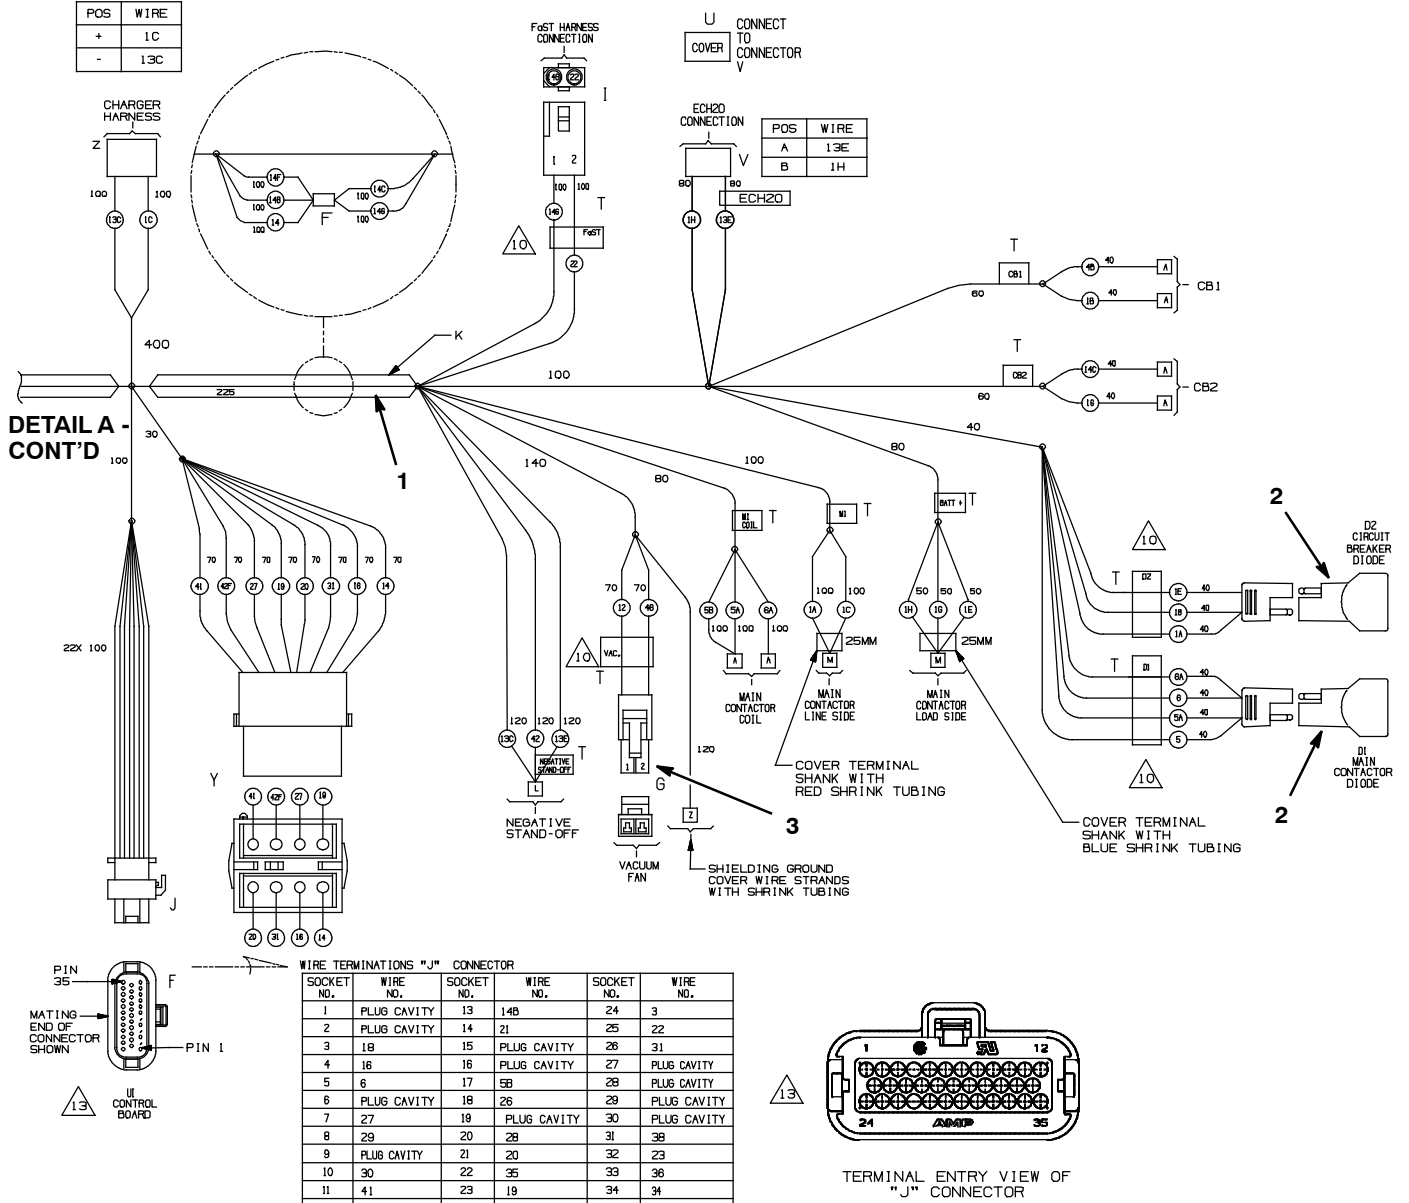 POS WIRE
+ 1C
- 13C
CHARGER
HARNESS
Z
100 100
13C 1C
400
14F
100
14B
100
14
100
F
14C
100
14G
100
FaST HARNESS
CONNECTION
14G 22
I
1 2
100 100
T
14G
10
FaST
22
U
COVER
CONNECT
TO
CONNECTOR
V
ECH2O
CONNECTION
V
POS WIRE
A 13E
B 1H
80 80
ECH2O
1H 13E
T
CB1
60
4B 40 A
1B 40 A
CB1
T
CB2
60
14C 40 A
1G 40 A
CB2
K
225
100
DETAIL A -
CONT'D
30
100
1
140
80
100
80
40
22X 100
70 70 70 70 70 70 70 70
41 42F 27 19 20 31 16 14
Y
41 42F 27 19
20 31 16 14
J
120 120 120
13C 42 13E
T
NEGATIVE
STAND-OFF
L
NEGATIVE
STAND-OFF
70 70
12 46
10
VAC.
T
1 2
G
VACUUM
FAN
120
Z
SHIELDING GROUND
COVER WIRE STRANDS
WITH SHRINK TUBING
3
M1
COIL
T
5B 5A 6A
100 100 100
A A
MAIN
CONTACTOR
COIL
M1
T
100 100
1A 1C
25MM
M
MAIN
CONTACTOR
LINE SIDE
COVER TERMINAL
SHANK WITH
RED SHRINK TUBING
BATT +
T
50 50 50
1H 1G 1E
25MM
M
MAIN
CONTACTOR
LOAD SIDE
COVER TERMINAL
SHANK WITH
BLUE SHRINK TUBING
10
T
D2
1E 40
1B 40
1A 40
2
D2
CIRCUIT
BREAKER
DIODE
T
D1
6A 40
6 40
5A 40
5 40
10
2
D1
MAIN
CONTACTOR
DIODE
PIN
35
F
MATING
END OF
CONNECTOR
SHOWN
PIN 1
13
U1
CONTROL
BOARD
WIRE TERMINATIONS "J" CONNECTOR
SOCKET NO. WIRE NO. SOCKET NO. WIRE NO. SOCKET NO. WIRE NO.
1 PLUG CAVITY 13 14B 24 3
2 PLUG CAVITY 14 21 25 22
3 18 15 PLUG CAVITY 26 31
4 16 16 PLUG CAVITY 27 PLUG CAVITY
5 6 17 5B 28 PLUG CAVITY
6 PLUG CAVITY 18 26 29 PLUG CAVITY
7 27 19 PLUG CAVITY 30 PLUG CAVITY
8 29 20 28 31 38
9 PLUG CAVITY 21 20 32 23
10 30 22 35 33 36
11 41 23 19 34 34
13
1 12
24 AMP 35
TERMINAL ENTRY VIEW OF
"J" CONNECTOR